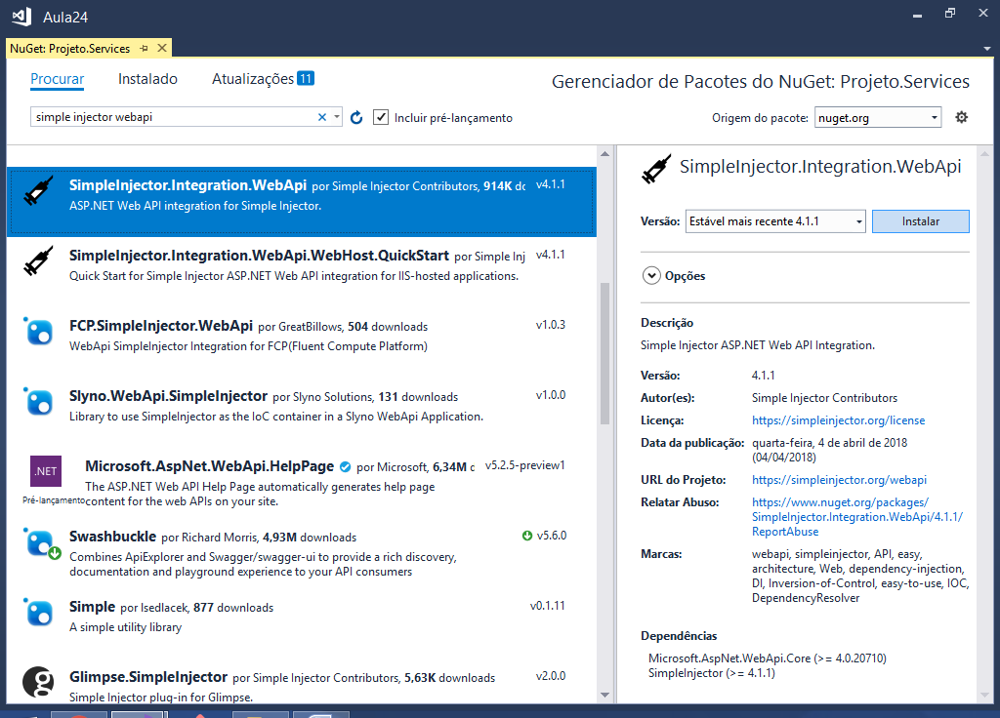 Aula24
NuGet: Projeto.Services
Procurar Instalado Atualizações 11
Gerenciador de Pacotes do NuGet: Projeto.Services
simple injector webapi
Incluir pré-lançamento
Origem do pacote: nuget.org
SimpleInjector.Integration.WebApi por Simple Injector Contributors, 914K dc v4.1.1
ASP.NET Web API integration for Simple Injector.
SimpleInjector.Integration.WebApi.WebHost.QuickStart por Simple Inj v4.1.1
Quick Start for Simple Injector ASP.NET Web API integration for IIS-hosted applications.
FCP.SimpleInjector.WebApi por GreatBillows, 504 downloads v1.0.3
WebApi SimpleInjector Integration for FCP(Fluent Compute Platform)
Slyno.WebApi.SimpleInjector por Slyno Solutions, 131 downloads v1.0.0
Library to use SimpleInjector as the IoC container in a Slyno WebApi Application.
.NET
Pré-lançamento
Microsoft.AspNet.WebApi.HelpPage por Microsoft, 6,34M c v5.2.5-preview1
The ASP.NET Web API Help Page automatically generates help page
content for the web APIs on your site.
Swashbuckle por Richard Morris, 4,93M downloads v5.6.0
Combines ApiExplorer and Swagger/swagger-ui to provide a rich discovery,
documentation and playground experience to your API consumers
Simple por lsedlacek, 877 downloads v0.1.11
A simple utility library
Glimpse.SimpleInjector por Simple Injector Contributors, 5,63K downloads v2.0.0
Simple Injector plug-in for Glimpse.
SimpleInjector.Integration.WebApi
Versão: Estável mais recente 4.1.1 Instalar
Opções
Descrição
Simple Injector ASP.NET Web API Integration.
Versão: 4.1.1
Autor(es): Simple Injector Contributors
Licença: https://simpleinjector.org/license
Data da publicação: quarta-feira, 4 de abril de 2018
(04/04/2018)
URL do Projeto: https://simpleinjector.org/webapi
Relatar Abuso: https://www.nuget.org/packages/
SimpleInjector.Integration.WebApi/4.1.1/
ReportAbuse
Marcas: webapi, simpleinjector, API, easy,
architecture, Web, dependency-injection,
DI, Inversion-of-Control, easy-to-use, IOC,
DependencyResolver
Dependências
Microsoft.AspNet.WebApi.Core (>= 4.0.20710)
SimpleInjector (>= 4.1.1)